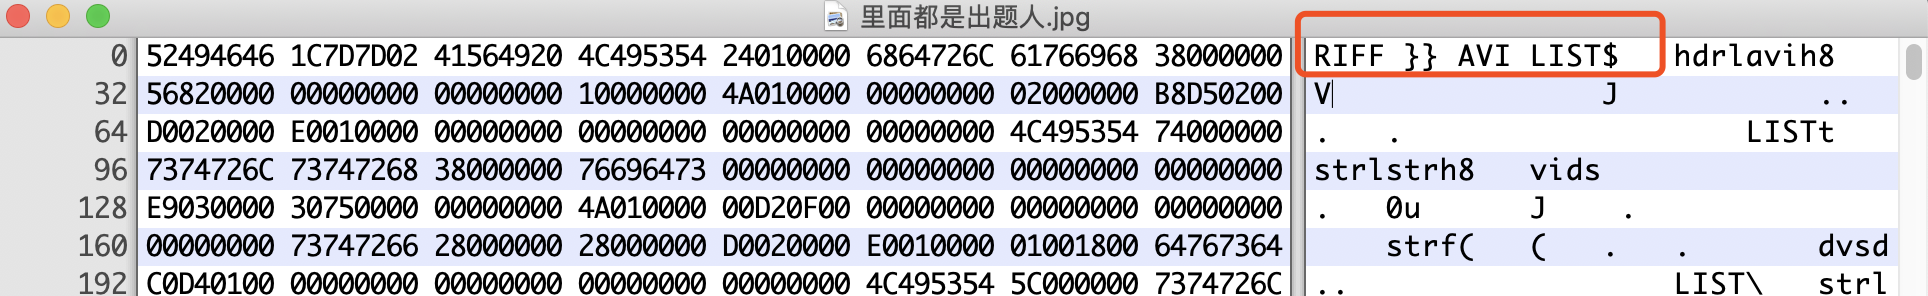 里面都是出题人.jpg
0 52494646 1C7D7D02 41564920 4C495354 24010000 6864726C 61766968 38000000 RIFF }} AVI LIST$ hdrlavih8
32 56820000 00000000 00000000 10000000 4A010000 00000000 02000000 B8D50200 V J ..
64 D0020000 E0010000 00000000 00000000 00000000 00000000 4C495354 74000000 . . LISTt
96 7374726C 73747268 38000000 76696473 00000000 00000000 00000000 00000000 strlstrh8 vids
128 E9030000 30750000 00000000 4A010000 00D20F00 00000000 00000000 00000000 . 0u J .
160 00000000 73747266 28000000 28000000 D0020000 E0010000 01001800 64767364 strf( ( . . dvsd
192 C0D40100 00000000 00000000 00000000 00000000 4C495354 5C000000 7374726C .. LIST\ strl